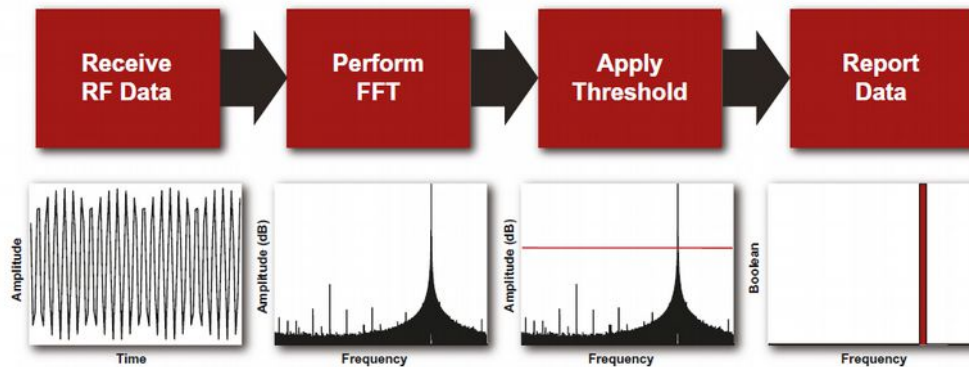 Receive
RF Data
Perform
FFT
Apply
Threshold
Report
Data
Amplitude
Time
Amplitude (dB)
Frequency
Amplitude (dB)
Frequency
Boolean
Frequency